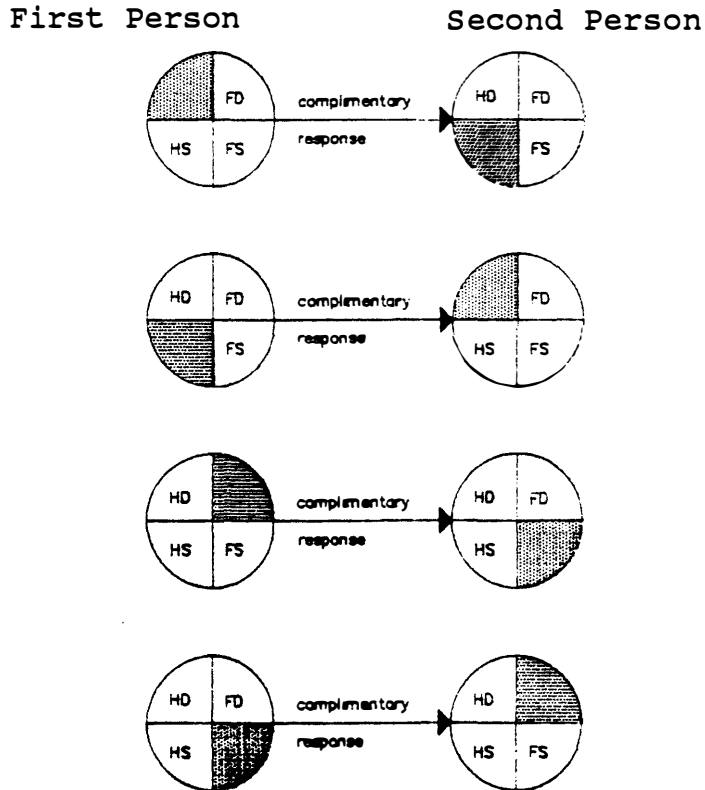 First Person Second Person
FD complimentary HD FD
HS FS response FS
HD FD complimentary FD
FS response HS FS
HD complimentary HD FD
HS FS response HS
HD FD complimentary HD
HS response HS FS